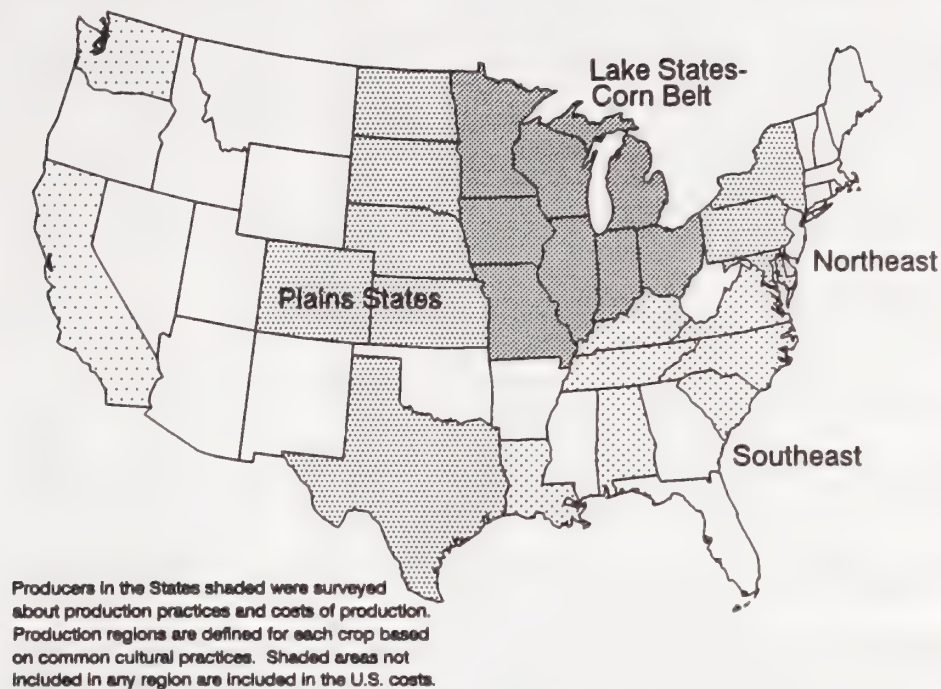 Lake States-
Corn Belt
Northeast
Plains States
Southeast
Producers in the States shaded were surveyed
about production practices and costs of production.
Production regions are defined for each crop based
on common cultural practices. Shaded areas not
included in any region are included in the U.S. costs.